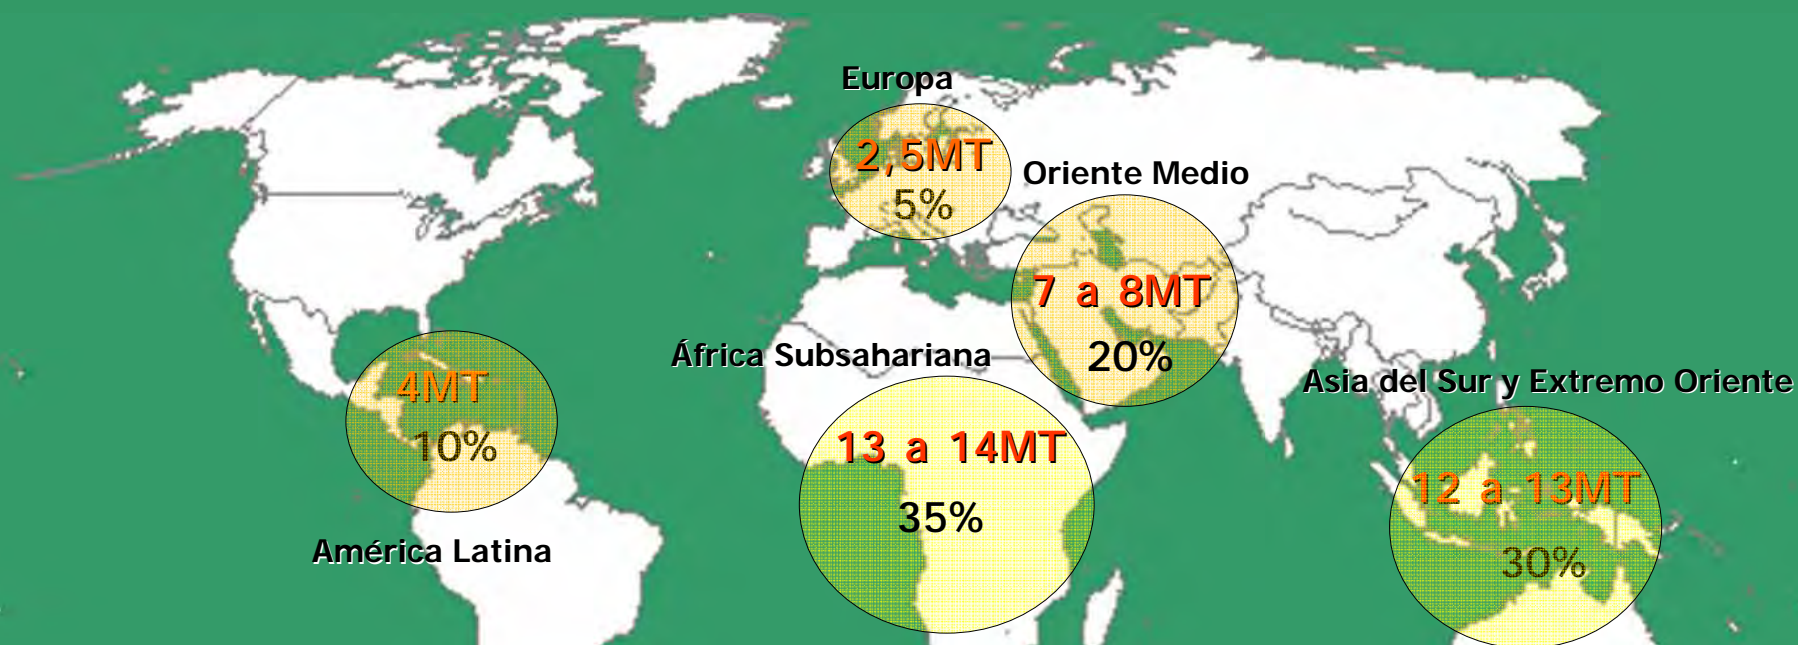 Europa
2,5MT
5%
Oriente Medio
7 a 8MT
20%
África Subsahariana
13 a 14MT
35%
4MT
10%
América Latina
Asia del Sur y Extremo Oriente
12 a 13MT
30%